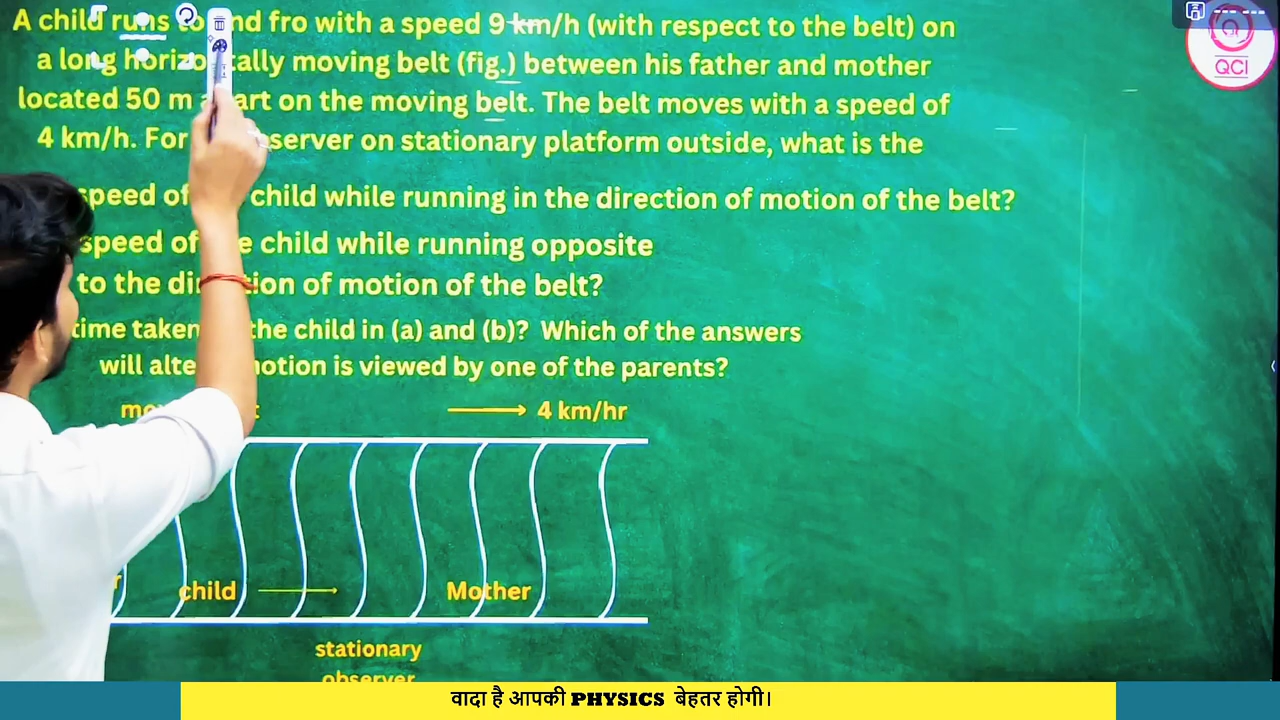 A child runs to and fro with a speed 9 km/h (with respect to the belt) on
a long horizontally moving belt (fig.) between his father and mother
located 50 m apart on the moving belt. The belt moves with a speed of
4 km/h. For observer on stationary platform outside, what is the
speed of child while running in the direction of motion of the belt?
speed of the child while running opposite
to the direction of motion of the belt?
time taken the child in (a) and (b)? Which of the answers
will alter motion is viewed by one of the parents?
4 km/hr
child Mother
stationary
observer
QCI
वादा है आपकी PHYSICS बेहतर होगी।